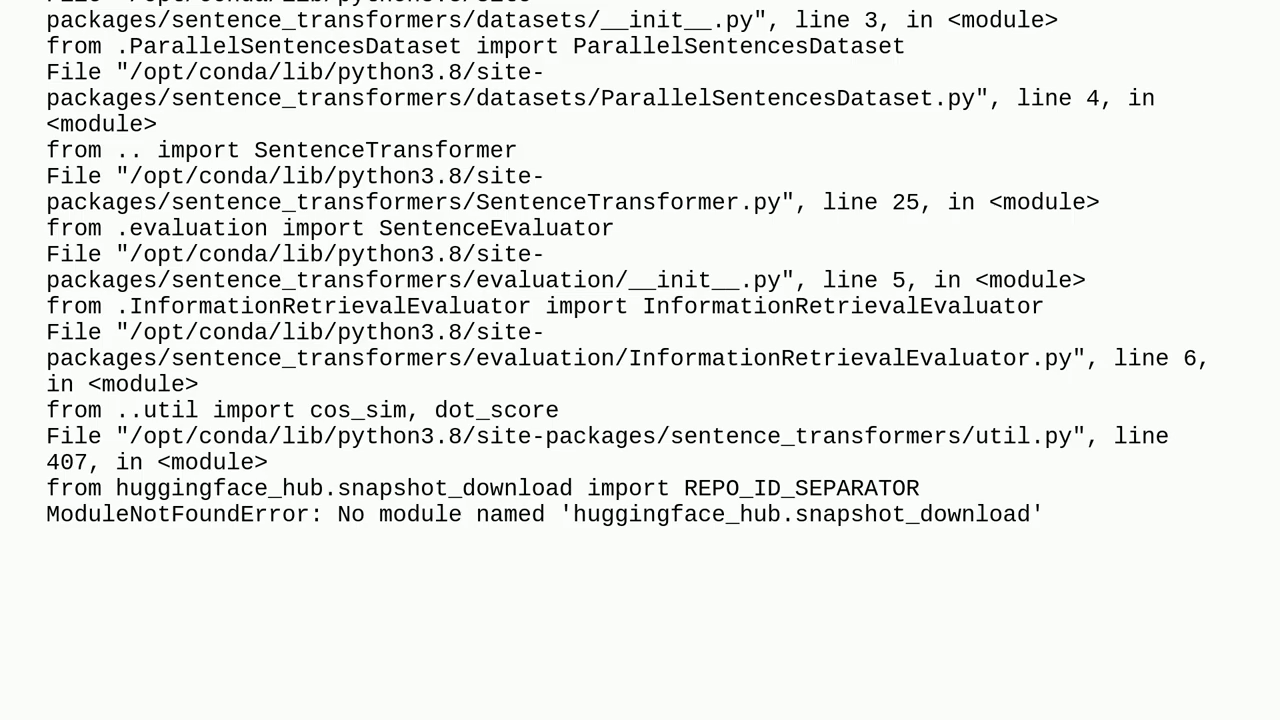 packages/sentence_transformers/datasets/__init__.py", line 3, in <module>
from .ParallelSentencesDataset import ParallelSentencesDataset
File "/opt/conda/lib/python3.8/site-
packages/sentence_transformers/datasets/ParallelSentencesDataset.py", line 4, in
<module>
from .. import SentenceTransformer
File "/opt/conda/lib/python3.8/site-
packages/sentence_transformers/SentenceTransformer.py", line 25, in <module>
from .evaluation import SentenceEvaluator
File "/opt/conda/lib/python3.8/site-
packages/sentence_transformers/evaluation/__init__.py", line 5, in <module>
from .InformationRetrievalEvaluator import InformationRetrievalEvaluator
File "/opt/conda/lib/python3.8/site-
packages/sentence_transformers/evaluation/InformationRetrievalEvaluator.py", line 6,
in <module>
from ..util import cos_sim, dot_score
File "/opt/conda/lib/python3.8/site-packages/sentence_transformers/util.py", line
407, in <module>
from huggingface_hub.snapshot_download import REPO_ID_SEPARATOR
ModuleNotFoundError: No module named 'huggingface_hub.snapshot_download'